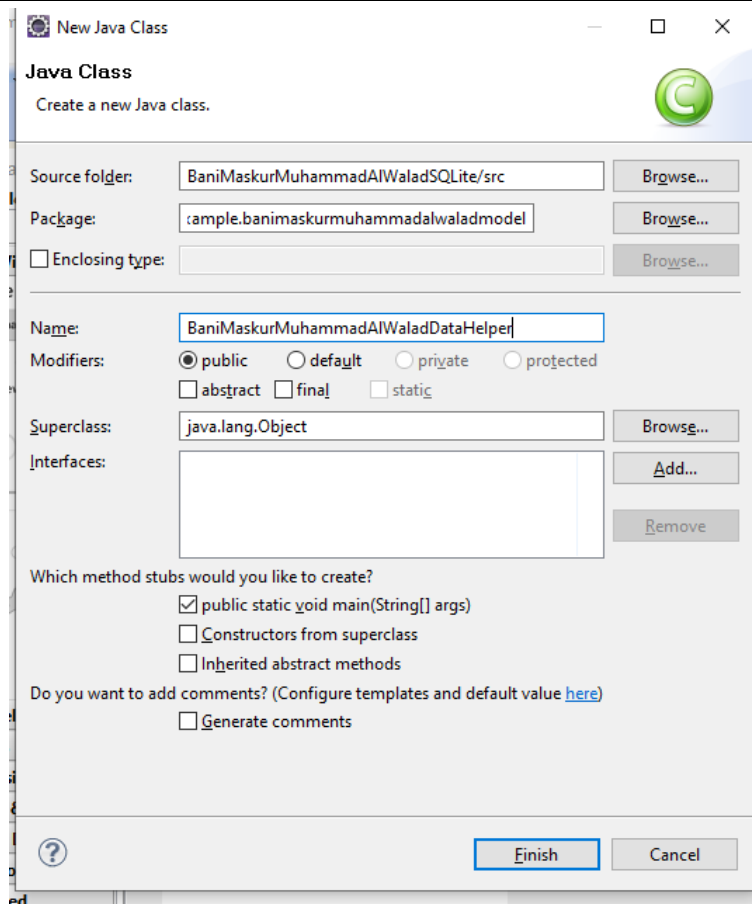 New Java Class
Java Class
Create a new Java class.
Source folder: BaniMaskurMuhammadAlWaladSQLite/src Browse...
Package: ample.banimaskurmuhammadalwaladmodel Browse...
Enclosing type: Browse...
Name: BaniMaskurMuhammadAlWaladDataHelper
Modifiers: public default private protected
abstract final static
Superclass: java.lang.Object Browse...
Interfaces: Add...
Remove
Which method stubs would you like to create?
public static void main(String[] args)
Constructors from superclass
Inherited abstract methods
Do you want to add comments? (Configure templates and default value here)
Generate comments
? Finish Cancel